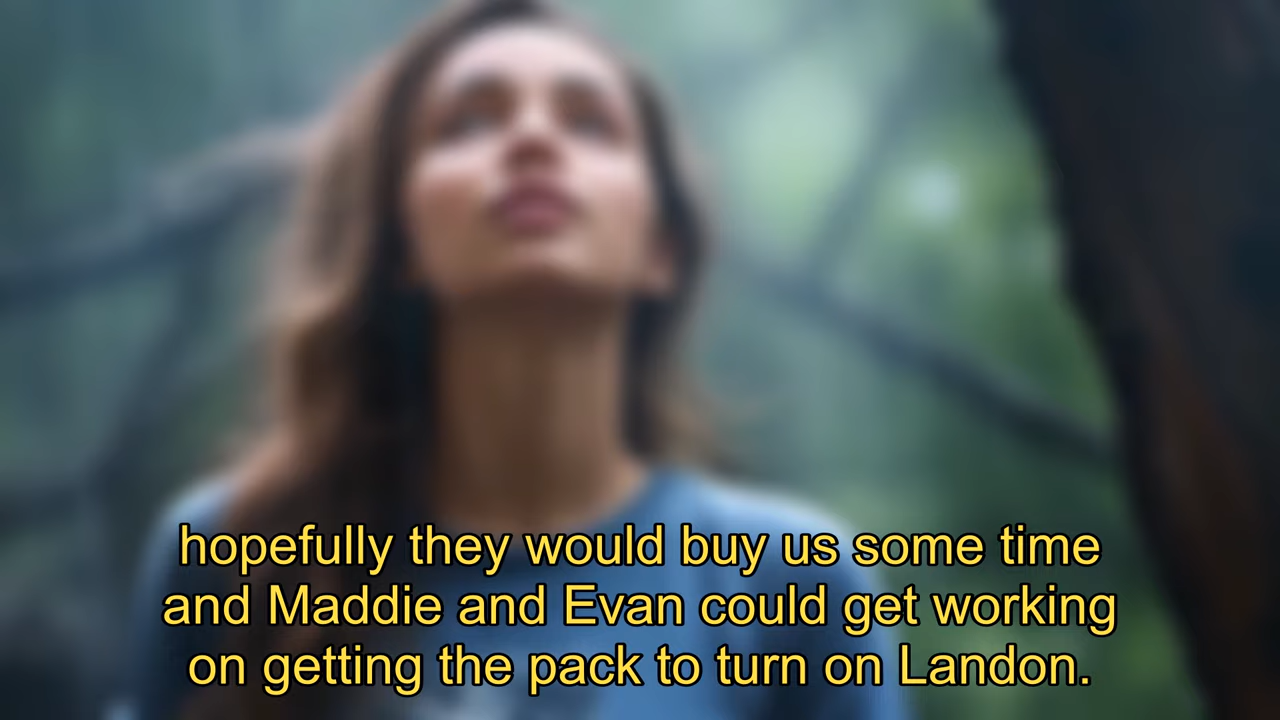 hopefully they would buy us some time
and Maddie and Evan could get working
on getting the pack to turn on Landon.